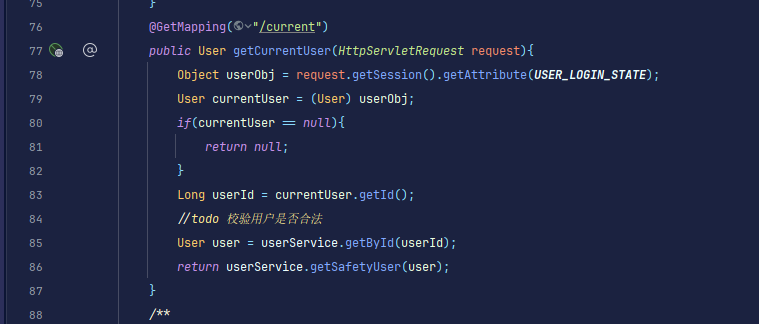 75 }
76 @GetMapping("/current")
77 public User getCurrentUser(HttpServletRequest request){
78 Object userObj = request.getSession().getAttribute(USER_LOGIN_STATE);
79 User currentUser = (User) userObj;
80 if(currentUser == null){
81 return null;
82 }
83 Long userId = currentUser.getId();
84 //todo 校验用户是否合法
85 User user = userService.getById(userId);
86 return userService.getSafetyUser(user);
87 }
88 /**